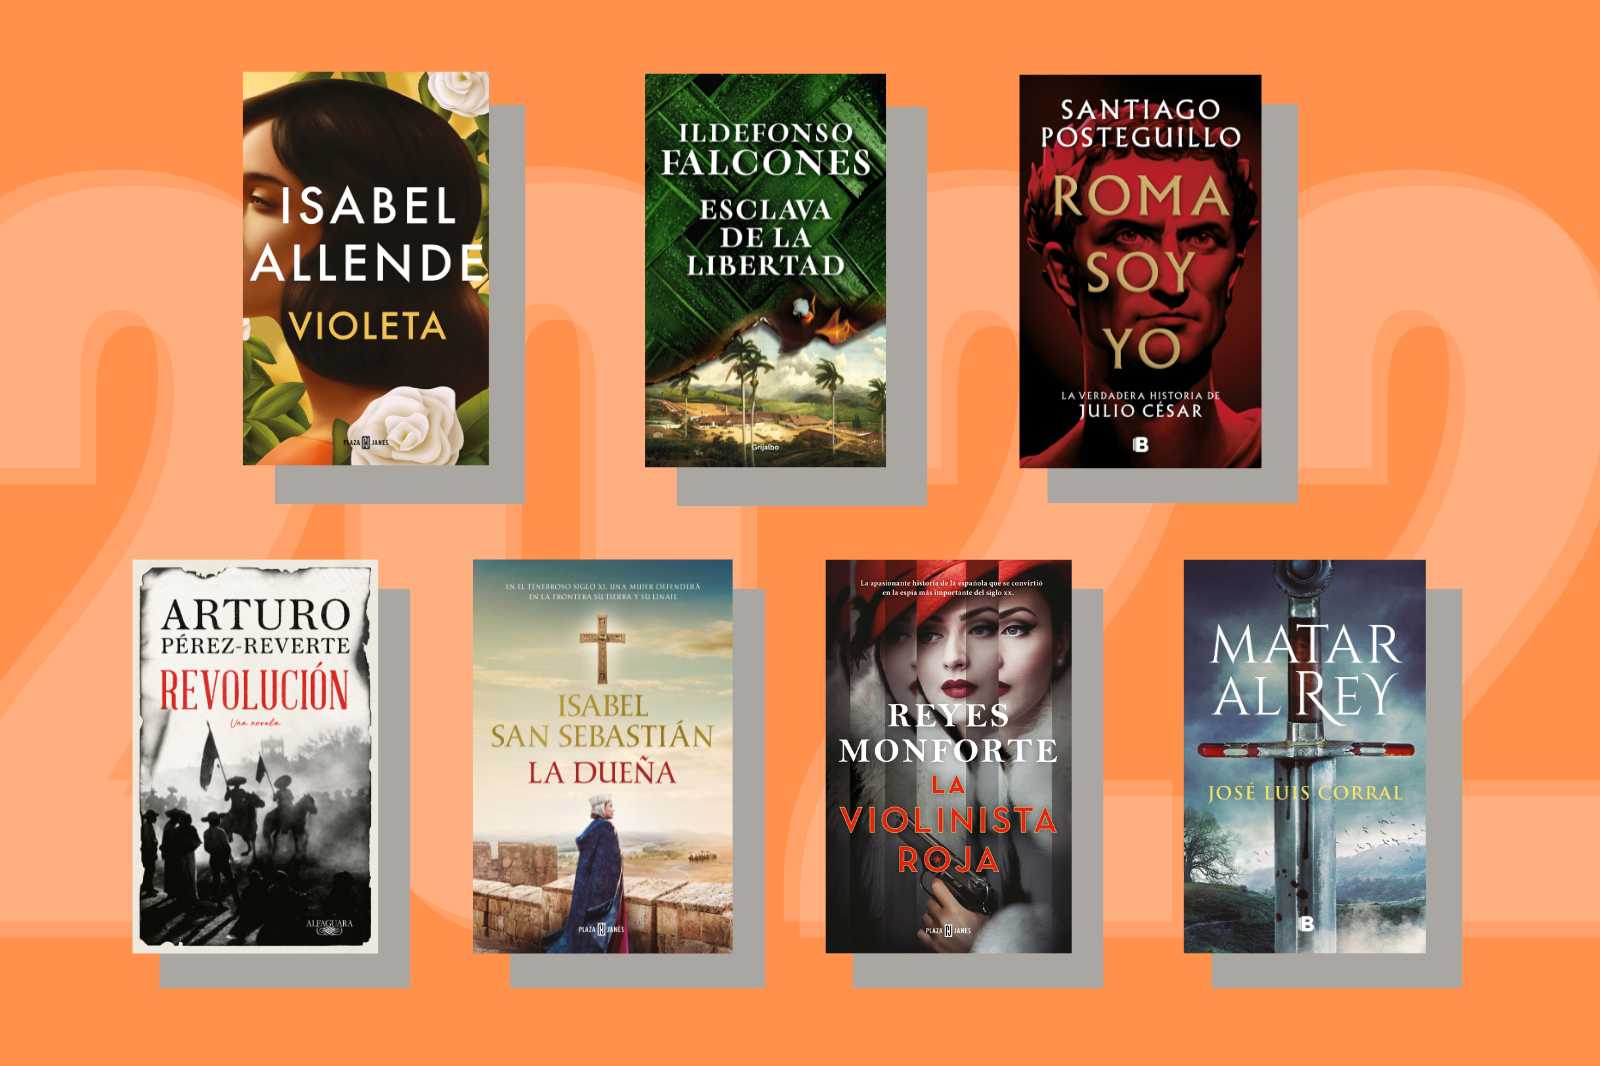 2022
ISABEL
ALLENDE
VIOLETA
PLAZA JANÉS
ILDEFONSO
FALCONES
ESCLAVA
DE LA
LIBERTAD
Grijalbo
SANTIAGO
POSTEGUILLO
ROMA
SOY
YO
LA VERDADERA HISTORIA DE
JULIO CÉSAR
B
ARTURO
PÉREZ-REVERTE
REVOLUCIÓN
Una novela
ALFAGUARA
EN EL TENEBROSO SIGLO XI, UNA MUJER DEFENDERÁ
EN LA FRONTERA SU TIERRA Y SU LINAJE
ISABEL
SAN SEBASTIÁN
LA DUEÑA
PLAZA JANÉS
La apasionante historia de la española que se convirtió
en la espía más importante del siglo XX.
REYES
MONFORTE
LA
VIOLINISTA
ROJA
PLAZA JANÉS
MATAR
AL REY
JOSÉ LUIS CORRAL
B